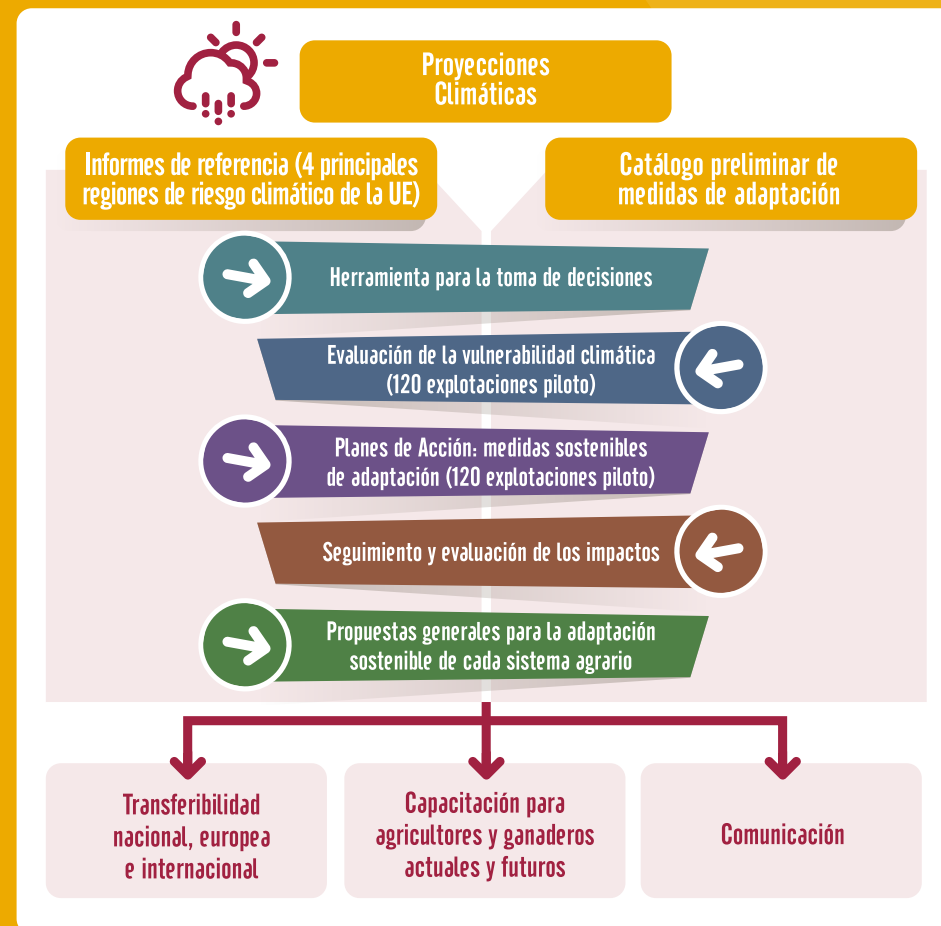 Proyecciones
Climáticas
Informes de referencia (4 principales
regiones de riesgo climático de la UE)
Catálogo preliminar de
medidas de adaptación
Herramienta para la toma de decisiones
Evaluación de la vulnerabilidad climática
(120 explotaciones piloto)
Planes de Acción: medidas sostenibles
de adaptación (120 explotaciones piloto)
Seguimiento y evaluación de los impactos
Propuestas generales para la adaptación
sostenible de cada sistema agrario
Transferibilidad
nacional, europea
e internacional
Capacitación para
agricultores y ganaderos
actuales y futuros
Comunicación